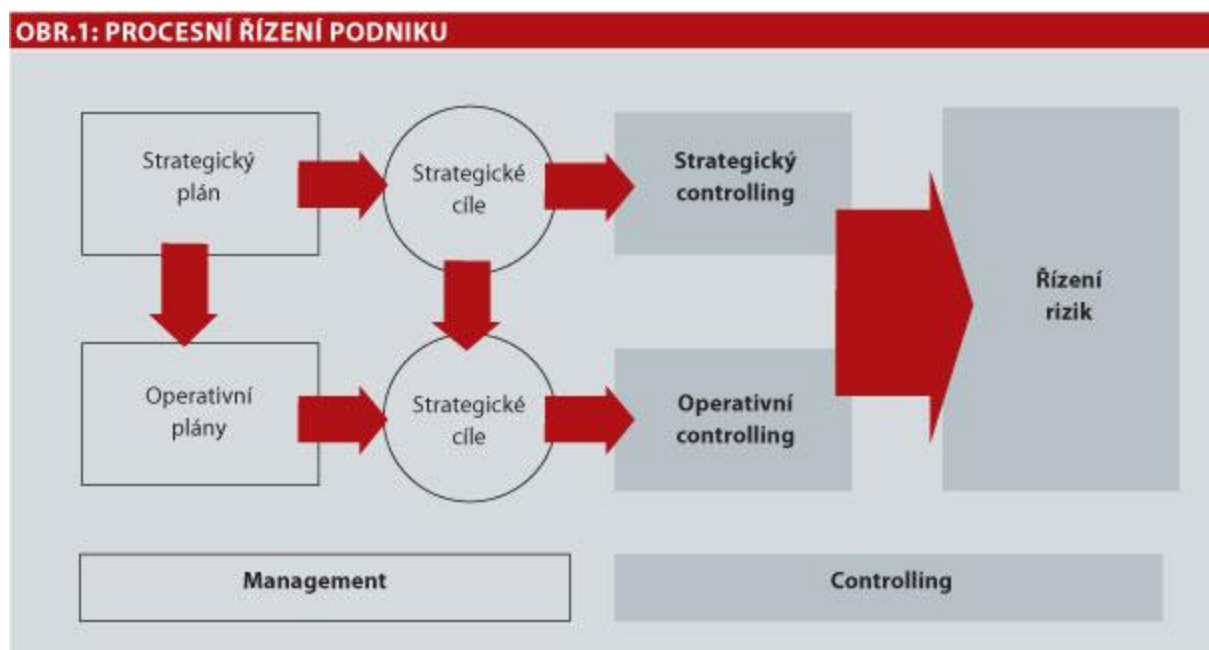 OBR.1: PROCESNÍ ŘÍZENÍ PODNIKU
Strategický
plán
Strategické
cíle
Strategický
controlling
Řízení
rizik
Operativní
plány
Strategické
cíle
Operativní
controlling
Management
Controlling